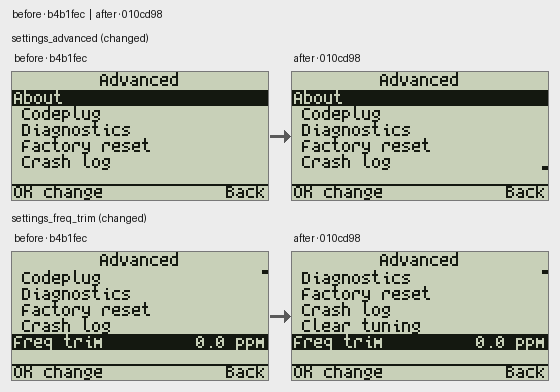 before·b4b1fec | after·010cd98
settings_advanced (changed)
before·b4b1fec
after·010cd98
Advanced
About
Codeplug
Diagnostics
Factory reset
Crash log
OK change Back
Advanced
About
Codeplug
Diagnostics
Factory reset
Crash log
OK change Back
settings_freq_trim (changed)
before·b4b1fec
after·010cd98
Advanced
Codeplug
Diagnostics
Factory reset
Crash log
Freq trim 0.0 ppm
OK change Back
Advanced
Diagnostics
Factory reset
Crash log
Clear tuning
Freq trim 0.0 ppm
OK change Back